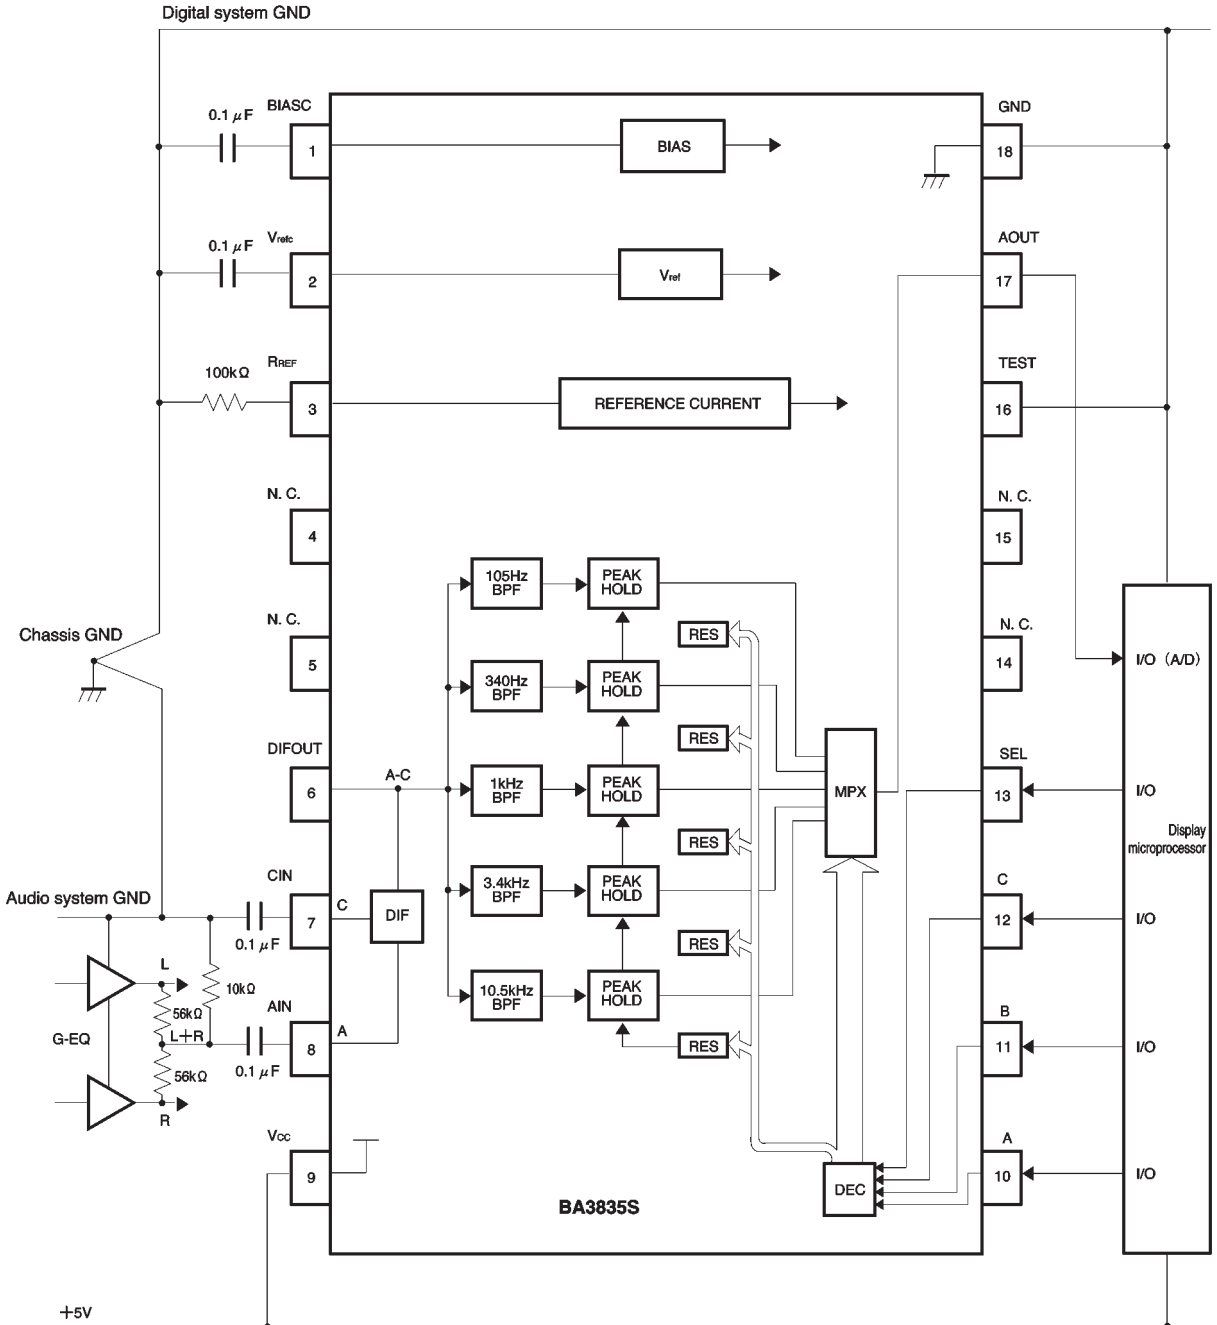 Digital system GND
0.1 μF
BIASC
1
BIAS
GND
18
0.1 μF
Vrefc
2
Vref
AOUT
17
100kΩ
RREF
3
REFERENCE CURRENT
TEST
16
N. C.
4
N. C.
15
105Hz
BPF
PEAK
HOLD
Chassis GND
N. C.
5
RES
N. C.
14
I/O (A/D)
340Hz
BPF
PEAK
HOLD
RES
DIFOUT
6
A-C
1kHz
BPF
PEAK
HOLD
MPX
SEL
13
I/O
Display
microprocessor
RES
Audio system GND
CIN
7
C
DIF
3.4kHz
BPF
PEAK
HOLD
C
12
I/O
0.1 μF
RES
L
10kΩ
56kΩ
L+R
G-EQ
56kΩ
R
AIN
8
A
0.1 μF
10.5kHz
BPF
PEAK
HOLD
RES
B
11
I/O
Vcc
9
DEC
A
10
I/O
BA3835S
+5V